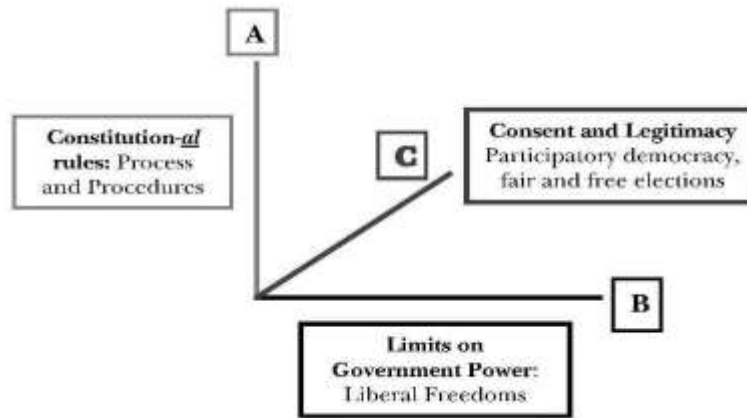 A
Constitution-al
rules: Process
and Procedures
C
Consent and Legitimacy
Participatory democracy,
fair and free elections
B
Limits on
Government Power:
Liberal Freedoms